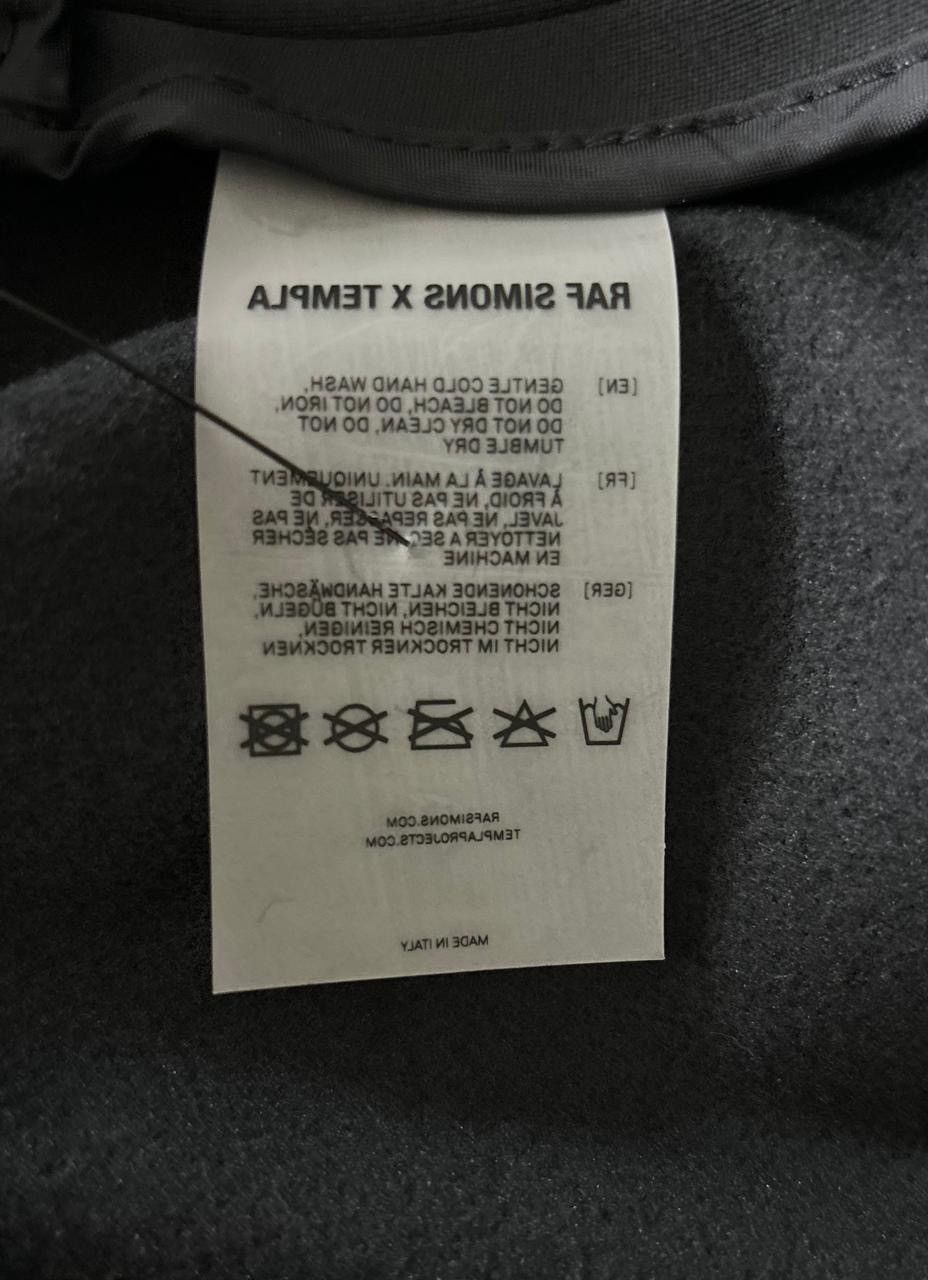 RAF SIMONS X TEMPLA
[EN] GENTLE COLD HAND WASH,
DO NOT BLEACH, DO NOT IRON,
DO NOT DRY CLEAN, DO NOT
TUMBLE DRY
[FR] LAVAGE À LA MAIN. UNIQUEMENT
À FROID, NE PAS UTILISER DE
JAVEL, NE PAS REPASSER, NE PAS
NETTOYER A SEC, NE PAS SÉCHER
EN MACHINE
[GER] SCHONENDE KALTE HANDWÄSCHE,
NICHT BLEICHEN, NICHT BÜGELN,
NICHT CHEMISCH REINIGEN,
NICHT IM TROCKNER TROCKNEN
RAFSIMONS.COM
TEMPLAPROJECTS.COM
MADE IN ITALY